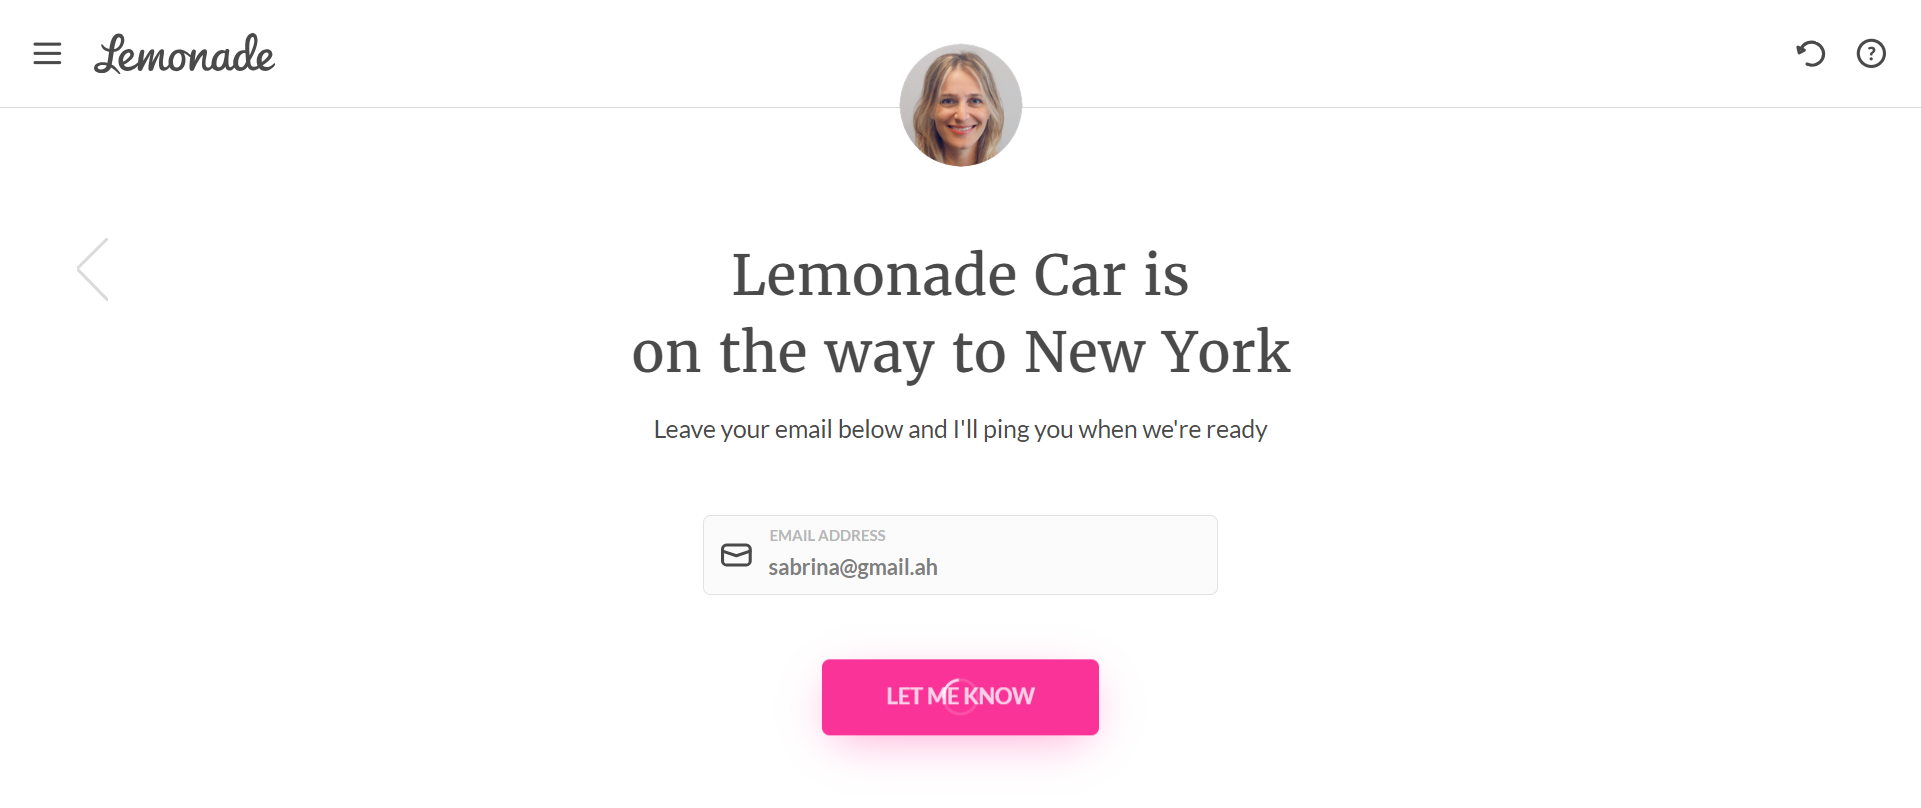 Lemonade
Lemonade Car is
on the way to New York
Leave your email below and I'll ping you when we're ready
EMAIL ADDRESS
sabrina@gmail.ah
LET ME KNOW